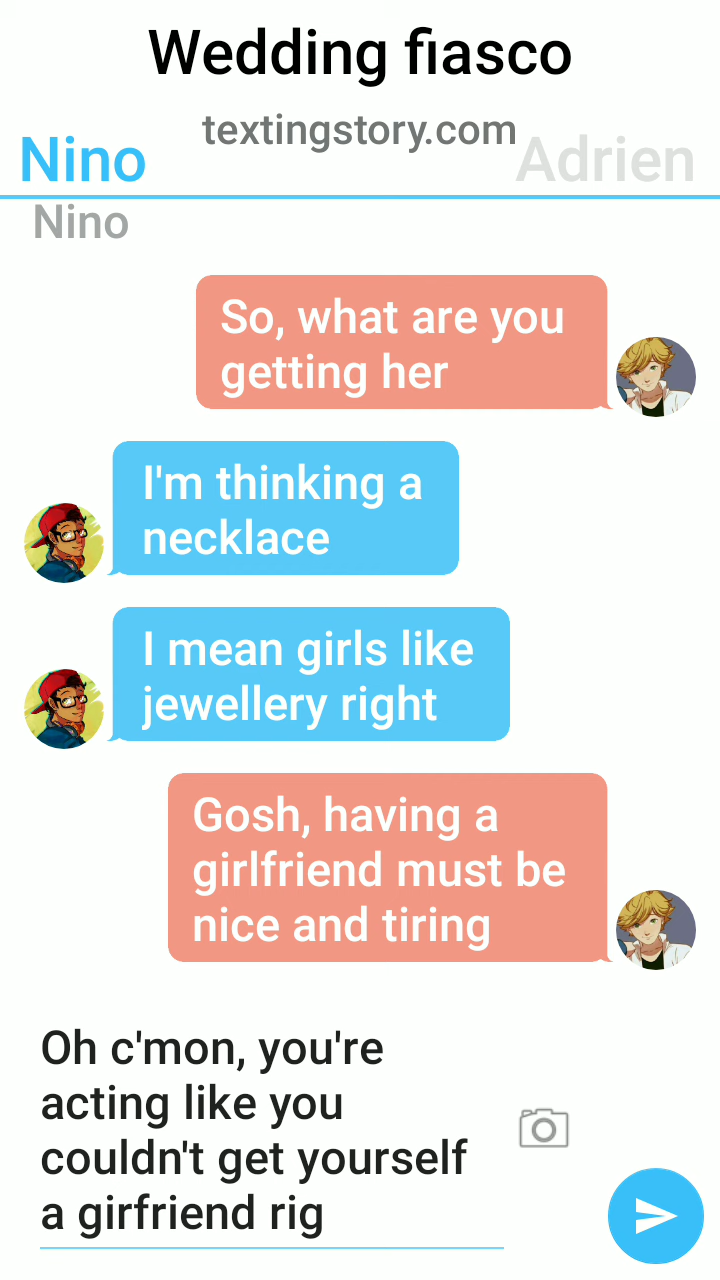 Wedding fiasco
textingstory.com
Nino
Adrien
Nino
So, what are you
getting her
I'm thinking a
necklace
I mean girls like
jewellery right
Gosh, having a
girlfriend must be
nice and tiring
Oh c'mon, you're
acting like you
couldn't get yourself
a girfriend rig